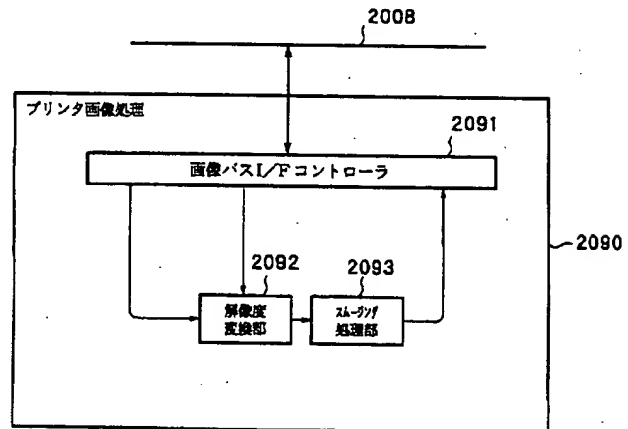 2008
プリンタ画像処理
2091
画像バスI/Fコントローラ
2090
2092
2093
解像度
変換部
スムージング
処理部